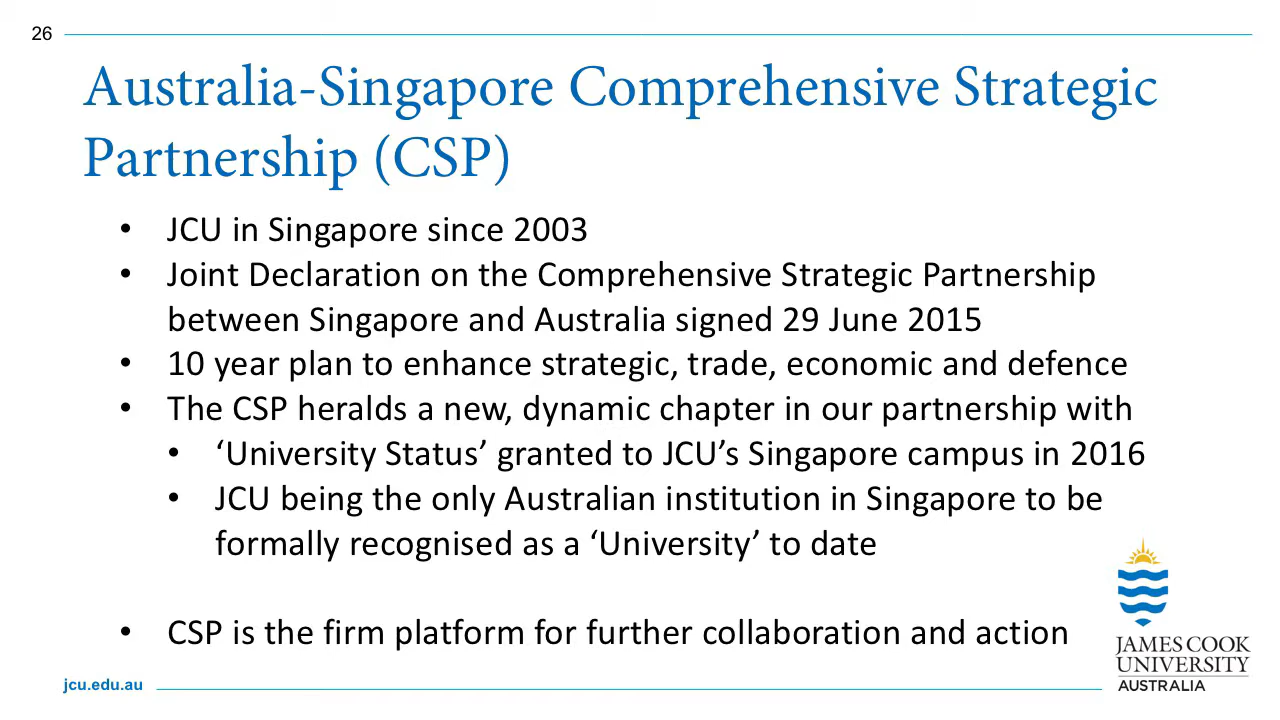 26
Australia-Singapore Comprehensive Strategic
Partnership (CSP)
• JCU in Singapore since 2003
• Joint Declaration on the Comprehensive Strategic Partnership
between Singapore and Australia signed 29 June 2015
• 10 year plan to enhance strategic, trade, economic and defence
• The CSP heralds a new, dynamic chapter in our partnership with
• ‘University Status’ granted to JCU’s Singapore campus in 2016
• JCU being the only Australian institution in Singapore to be
formally recognised as a ‘University’ to date
• CSP is the firm platform for further collaboration and action
JAMES COOK
UNIVERSITY
AUSTRALIA
jcu.edu.au